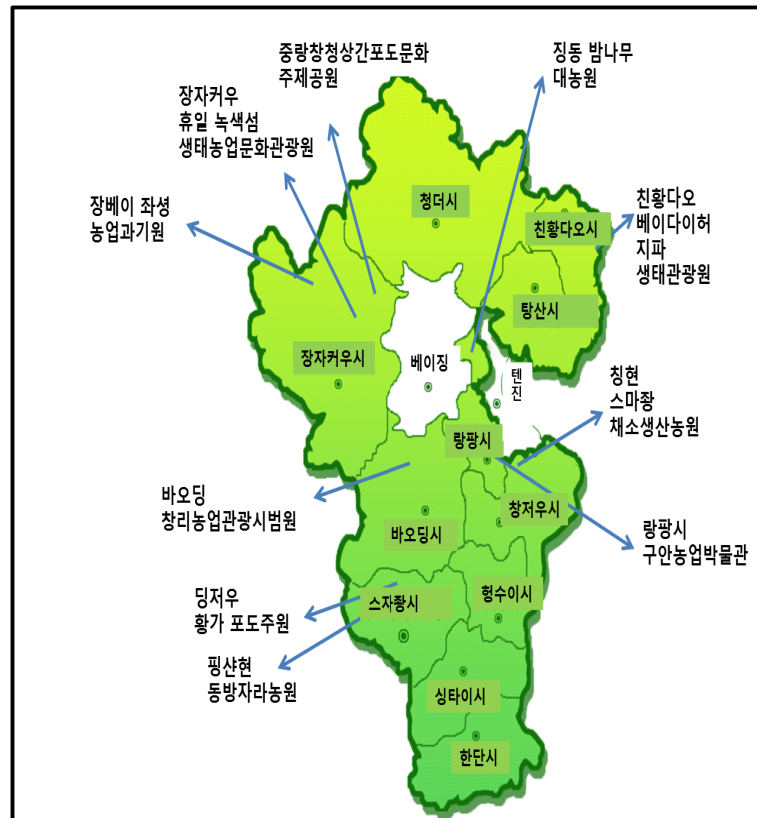 중랑창청상간포도문화
주제공원
징동 밤나무
대농원
장자커우
휴일 녹색섬
생태농업문화관광원
장베이 좌셩
농업과기원
청더시
친황다오시
친황다오
베이다이허
지파
생태관광원
탕산시
장자커우시
베이징
텐
진
칭현
스마퐝
채소생산농원
랑팡시
바오딩
창리농업관광시범원
창저우시
바오딩시
랑팡시
구안농업박물관
딩저우
황가 포도주원
스자좡시
헝수이시
핑샨현
동방자라농원
싱타이시
한단시